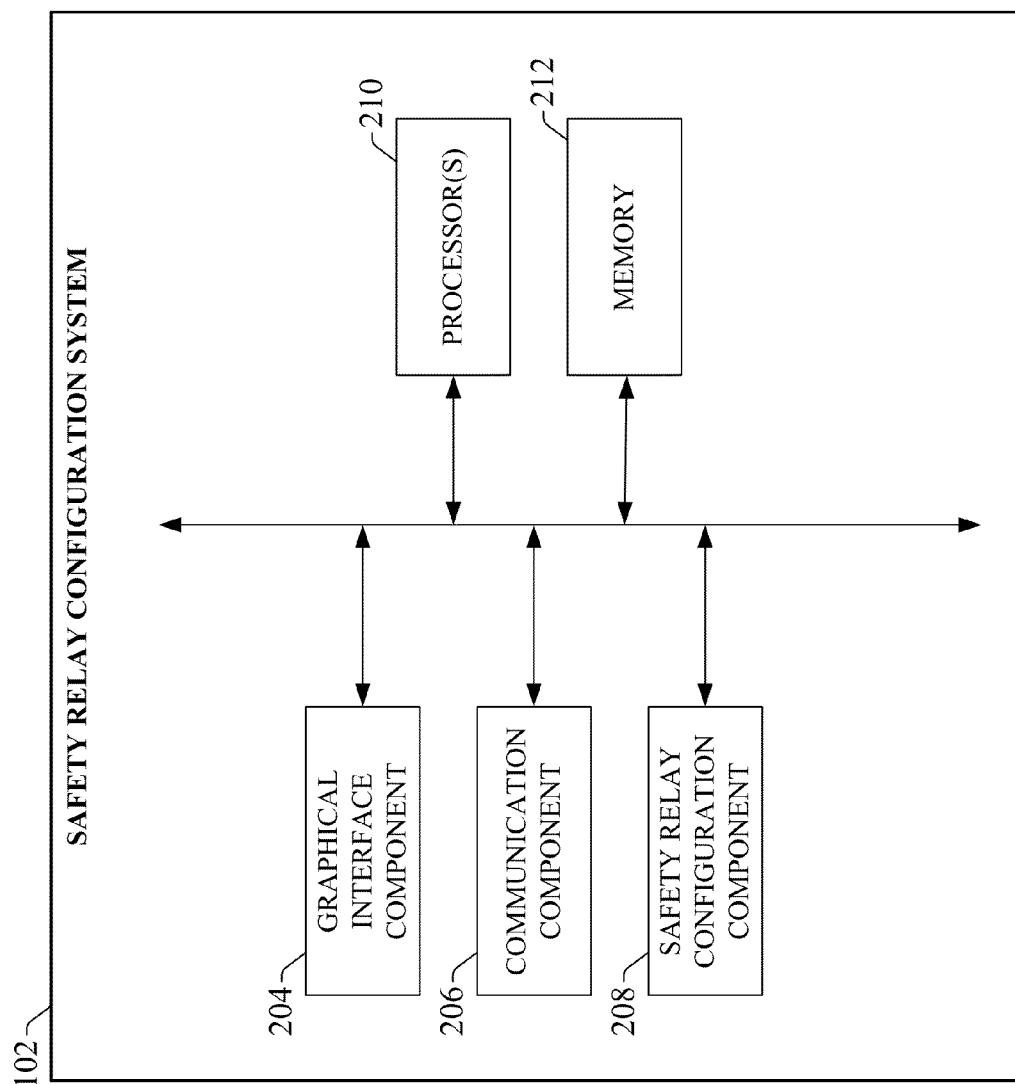 102
SAFETY RELAY CONFIGURATION SYSTEM
204
GRAPHICAL
INTERFACE
COMPONENT
206
COMMUNICATION
COMPONENT
208
SAFETY RELAY
CONFIGURATION
COMPONENT
210
PROCESSOR(S)
212
MEMORY